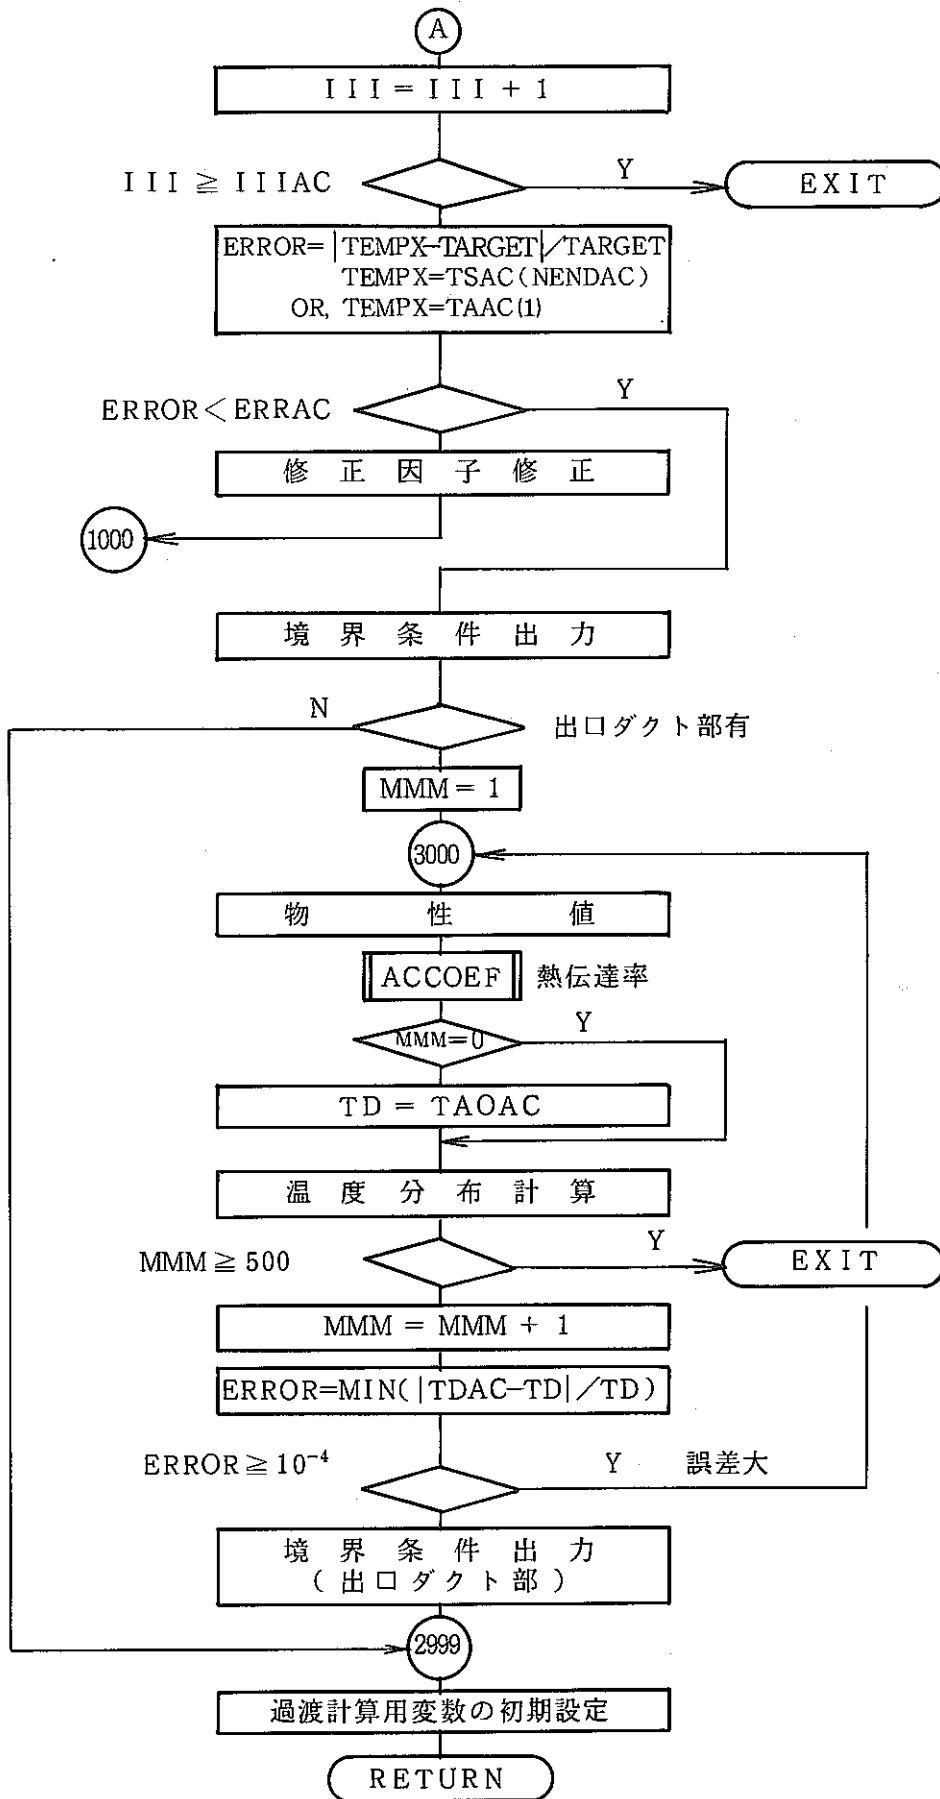 A
III = III + 1
III ≧ IIIAC
Y
EXIT
ERROR=|TEMPX-TARGET|/TARGET
TEMPX=TSAC(NENDAC)
OR, TEMPX=TAAC(1)
ERROR<ERRAC
Y
修正因子修正
1000
境界条件出力
N
出口ダクト部有
MMM = 1
3000
物性値
ACCOEF
熱伝達率
MMM=0
Y
TD = TAOAC
温度分布計算
MMM ≧ 500
Y
EXIT
MMM = MMM + 1
ERROR=MIN(|TDAC-TD|/TD)
ERROR ≧ 10⁻⁴
Y
誤差大
境界条件出力
(出口ダクト部)
2999
過渡計算用変数の初期設定
RETURN